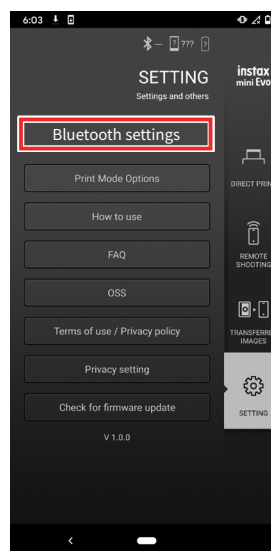 6:03
???
?
SETTING
Settings and others
Bluetooth settings
Print Mode Options
How to use
FAQ
OSS
Terms of use / Privacy policy
Privacy setting
Check for firmware update
V 1.0.0
instax
mini Evo
DIRECT PRIN
REMOTE
SHOOTING
TRANSFERRE
IMAGES
SETTING